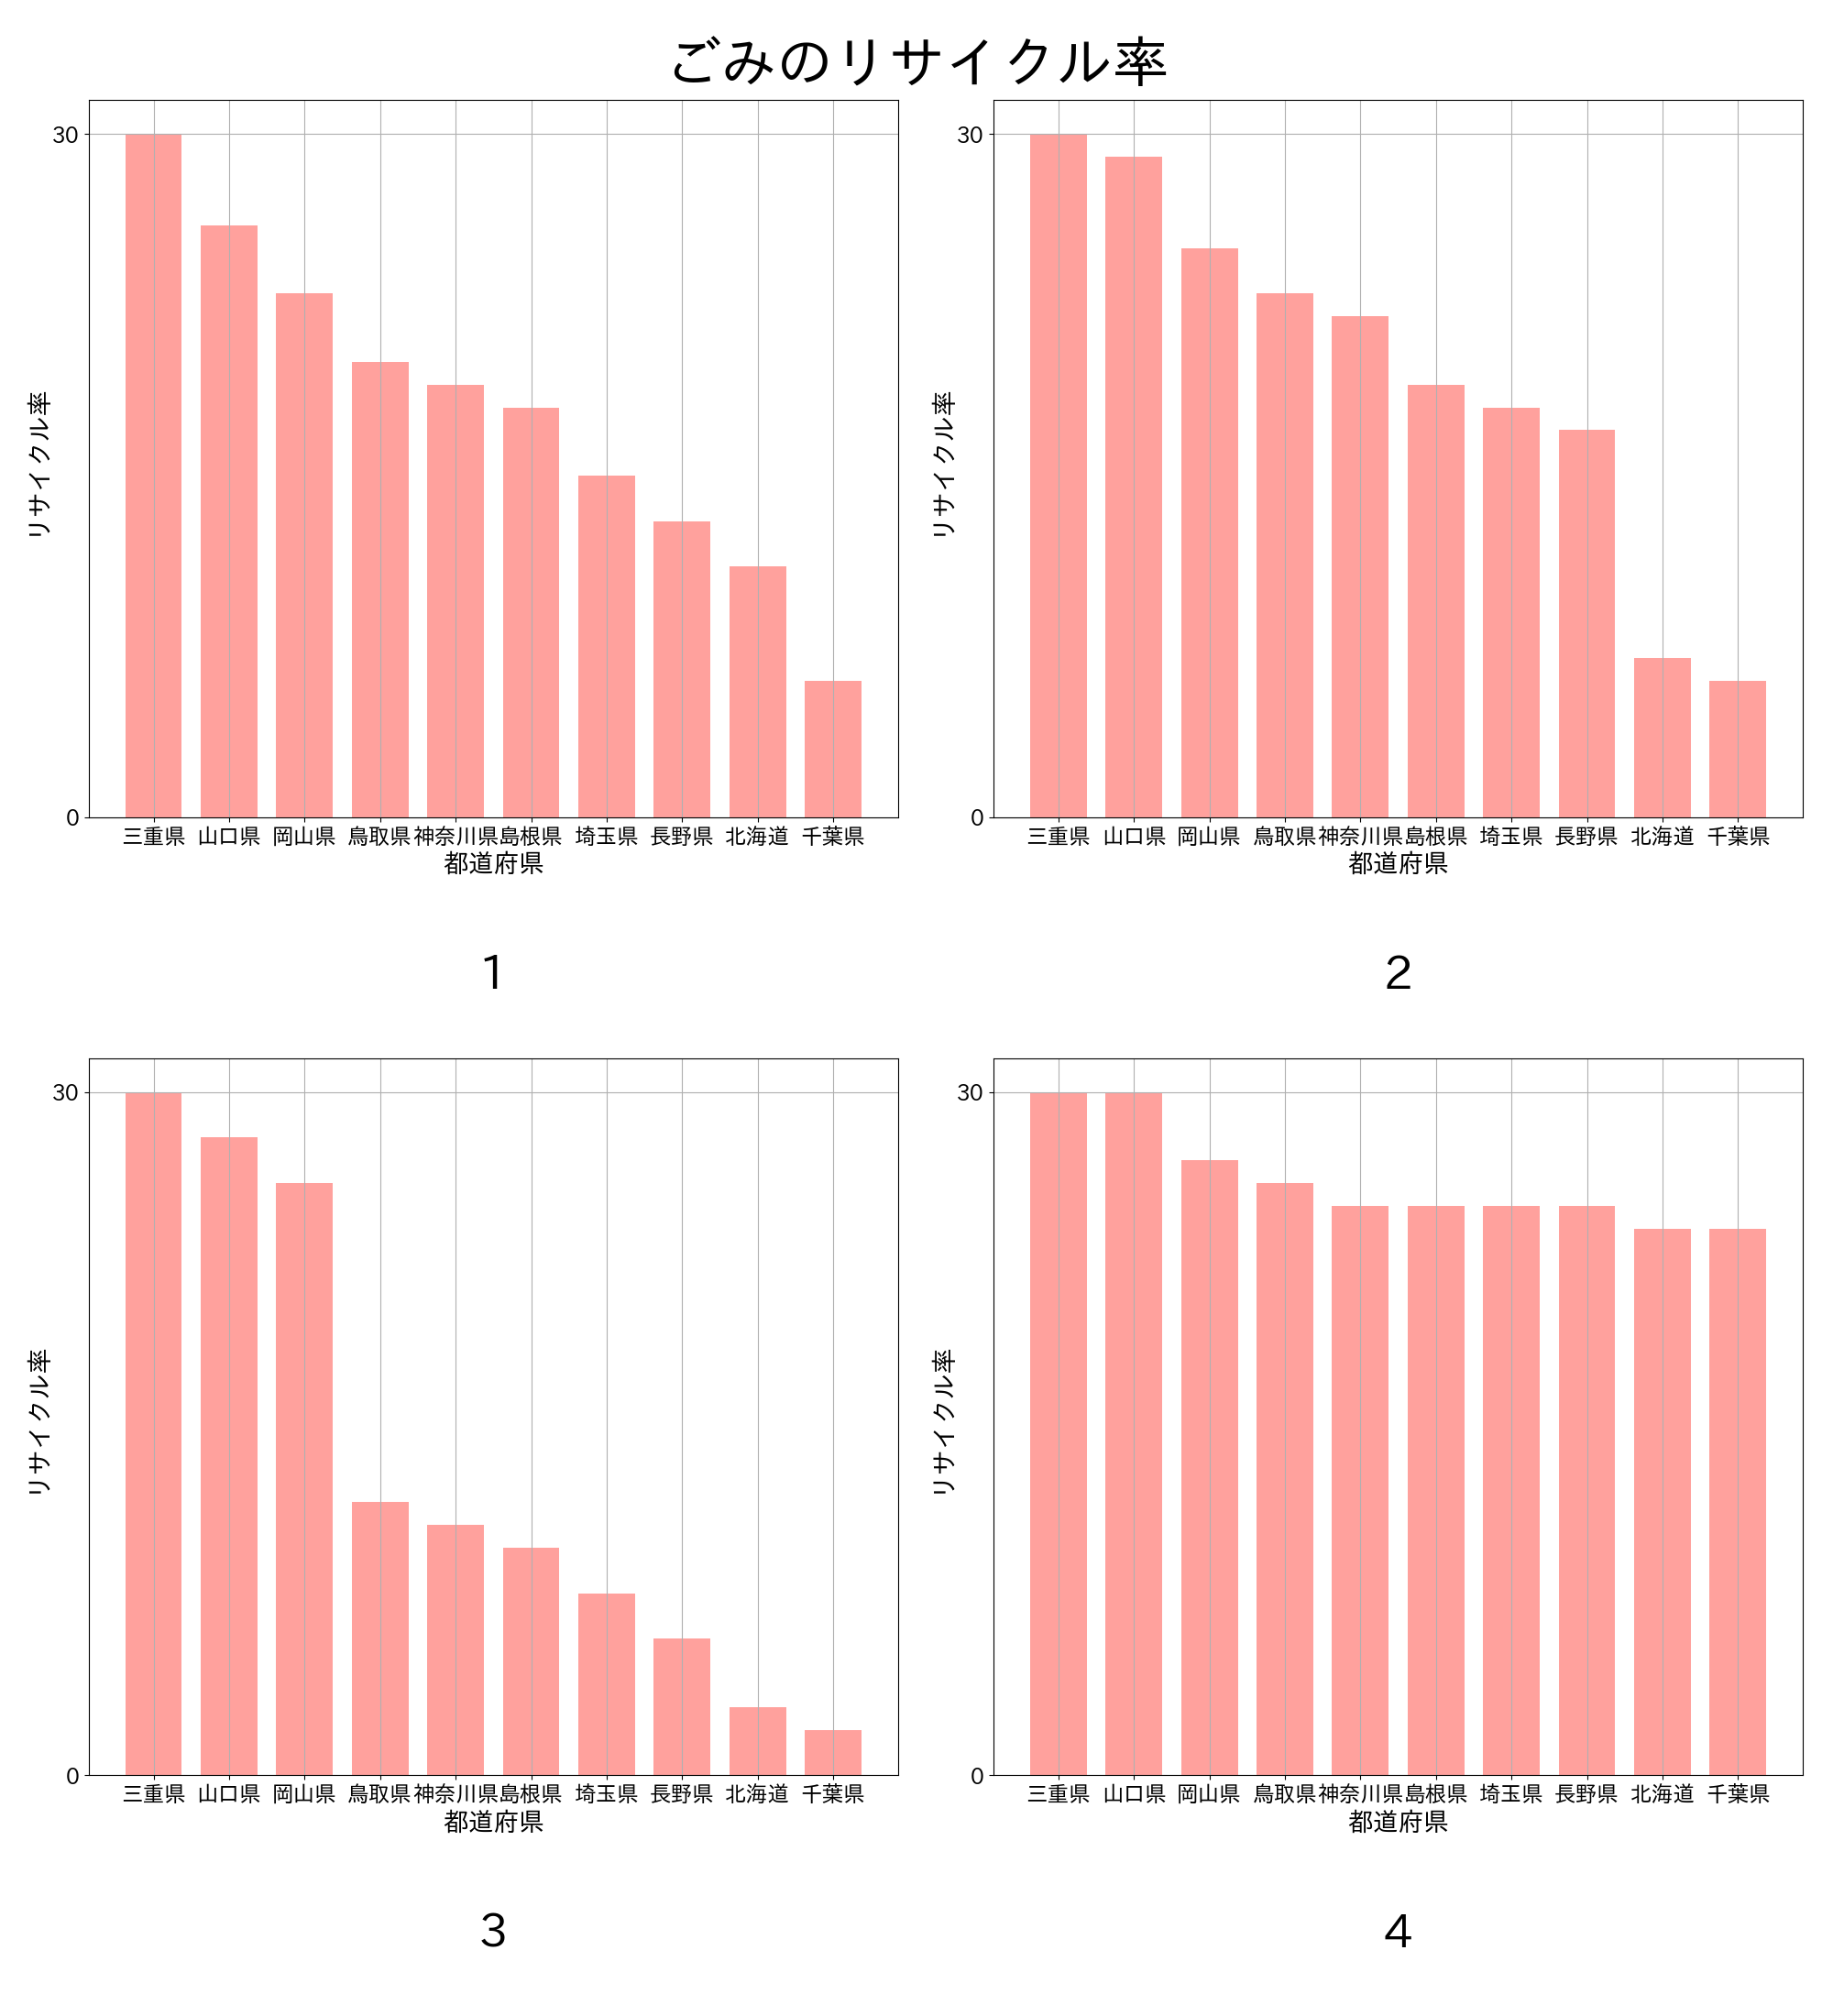 ごみのリサイクル率
リサイクル率
30
0
三重県 山口県 岡山県 鳥取県 神奈川県 島根県 埼玉県 長野県 北海道 千葉県
都道府県
1
リサイクル率
30
0
三重県 山口県 岡山県 鳥取県 神奈川県 島根県 埼玉県 長野県 北海道 千葉県
都道府県
2
リサイクル率
30
0
三重県 山口県 岡山県 鳥取県 神奈川県 島根県 埼玉県 長野県 北海道 千葉県
都道府県
3
リサイクル率
30
0
三重県 山口県 岡山県 鳥取県 神奈川県 島根県 埼玉県 長野県 北海道 千葉県
都道府県
4